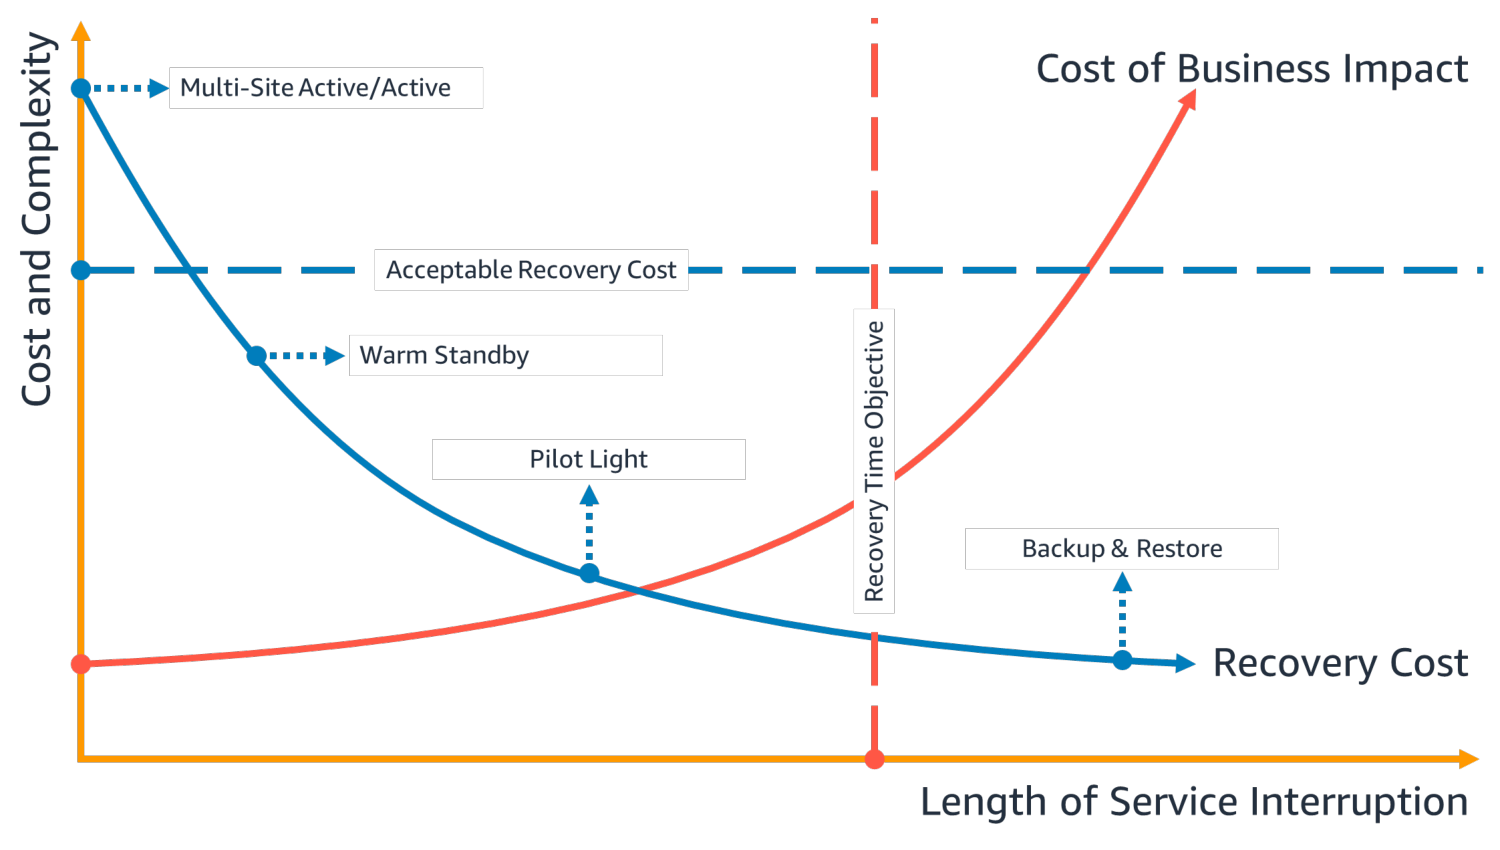 Cost and Complexity
Multi-Site Active/Active
Cost of Business Impact
Acceptable Recovery Cost
Warm Standby
Recovery Time Objective
Pilot Light
Backup & Restore
Recovery Cost
Length of Service Interruption